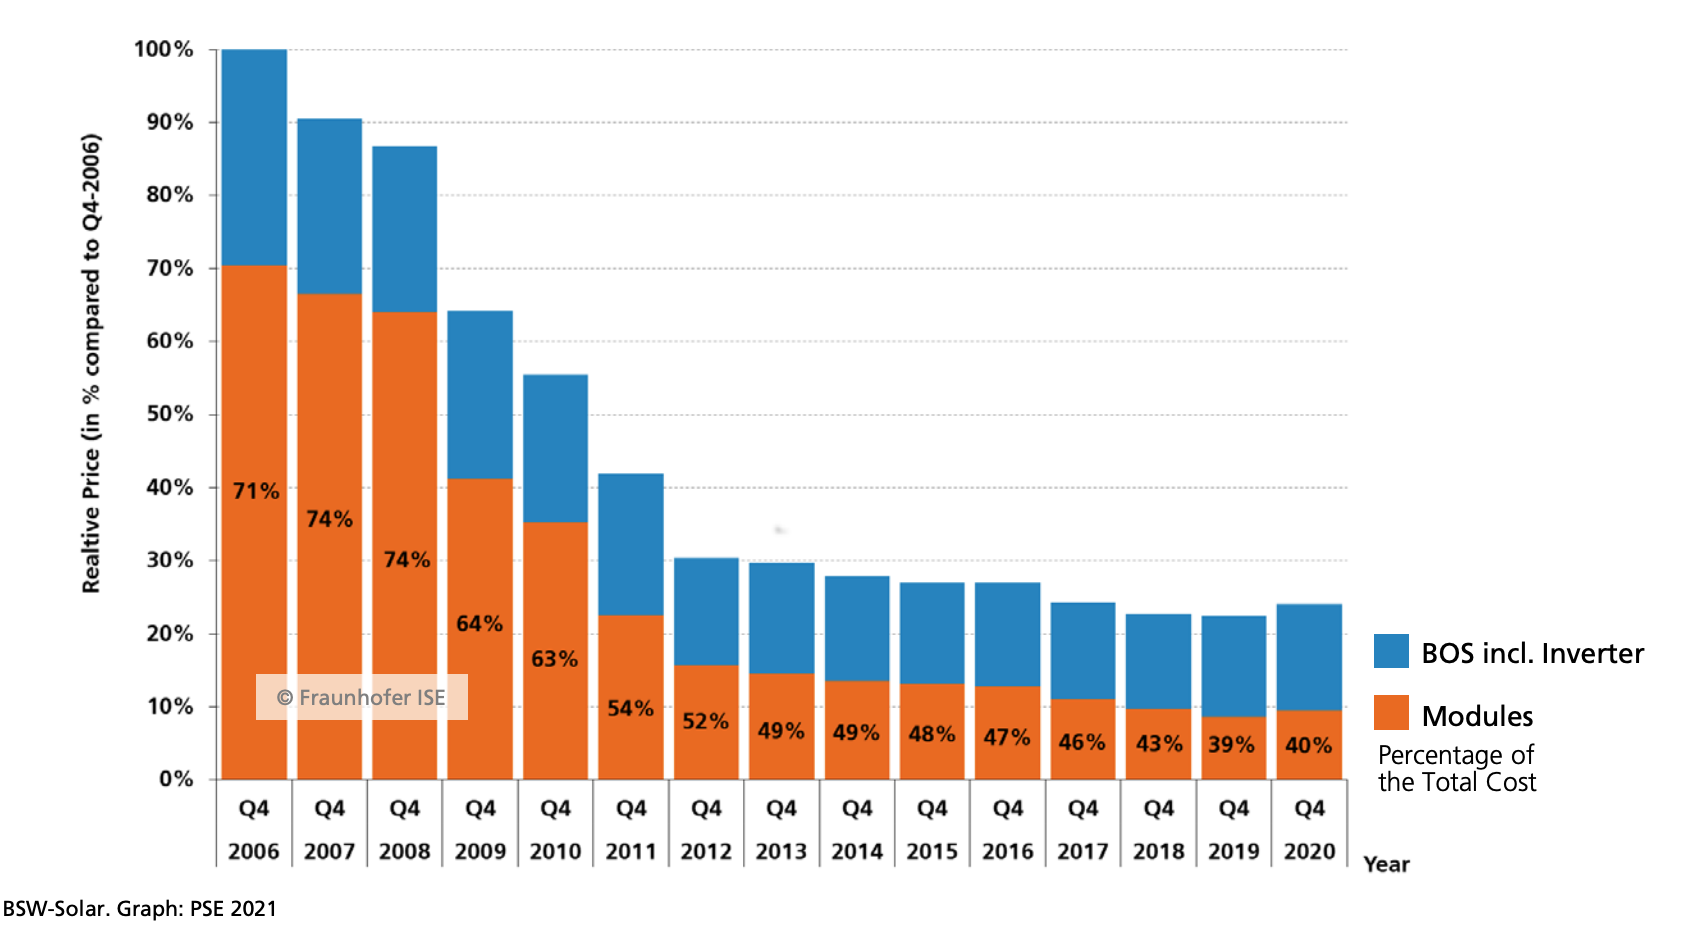 Realtive Price (in % compared to Q4-2006)
100%
90%
80%
70%
60%
50%
40%
30%
20%
10%
0%
71%
74%
74%
64%
63%
54%
52%
49%
49%
48%
47%
46%
43%
39%
40%
© Fraunhofer ISE
Q4 Q4 Q4 Q4 Q4 Q4 Q4 Q4 Q4 Q4 Q4 Q4 Q4 Q4 Q4
2006 2007 2008 2009 2010 2011 2012 2013 2014 2015 2016 2017 2018 2019 2020
Year
BOS incl. Inverter
Modules
Percentage of
the Total Cost
BSW-Solar. Graph: PSE 2021